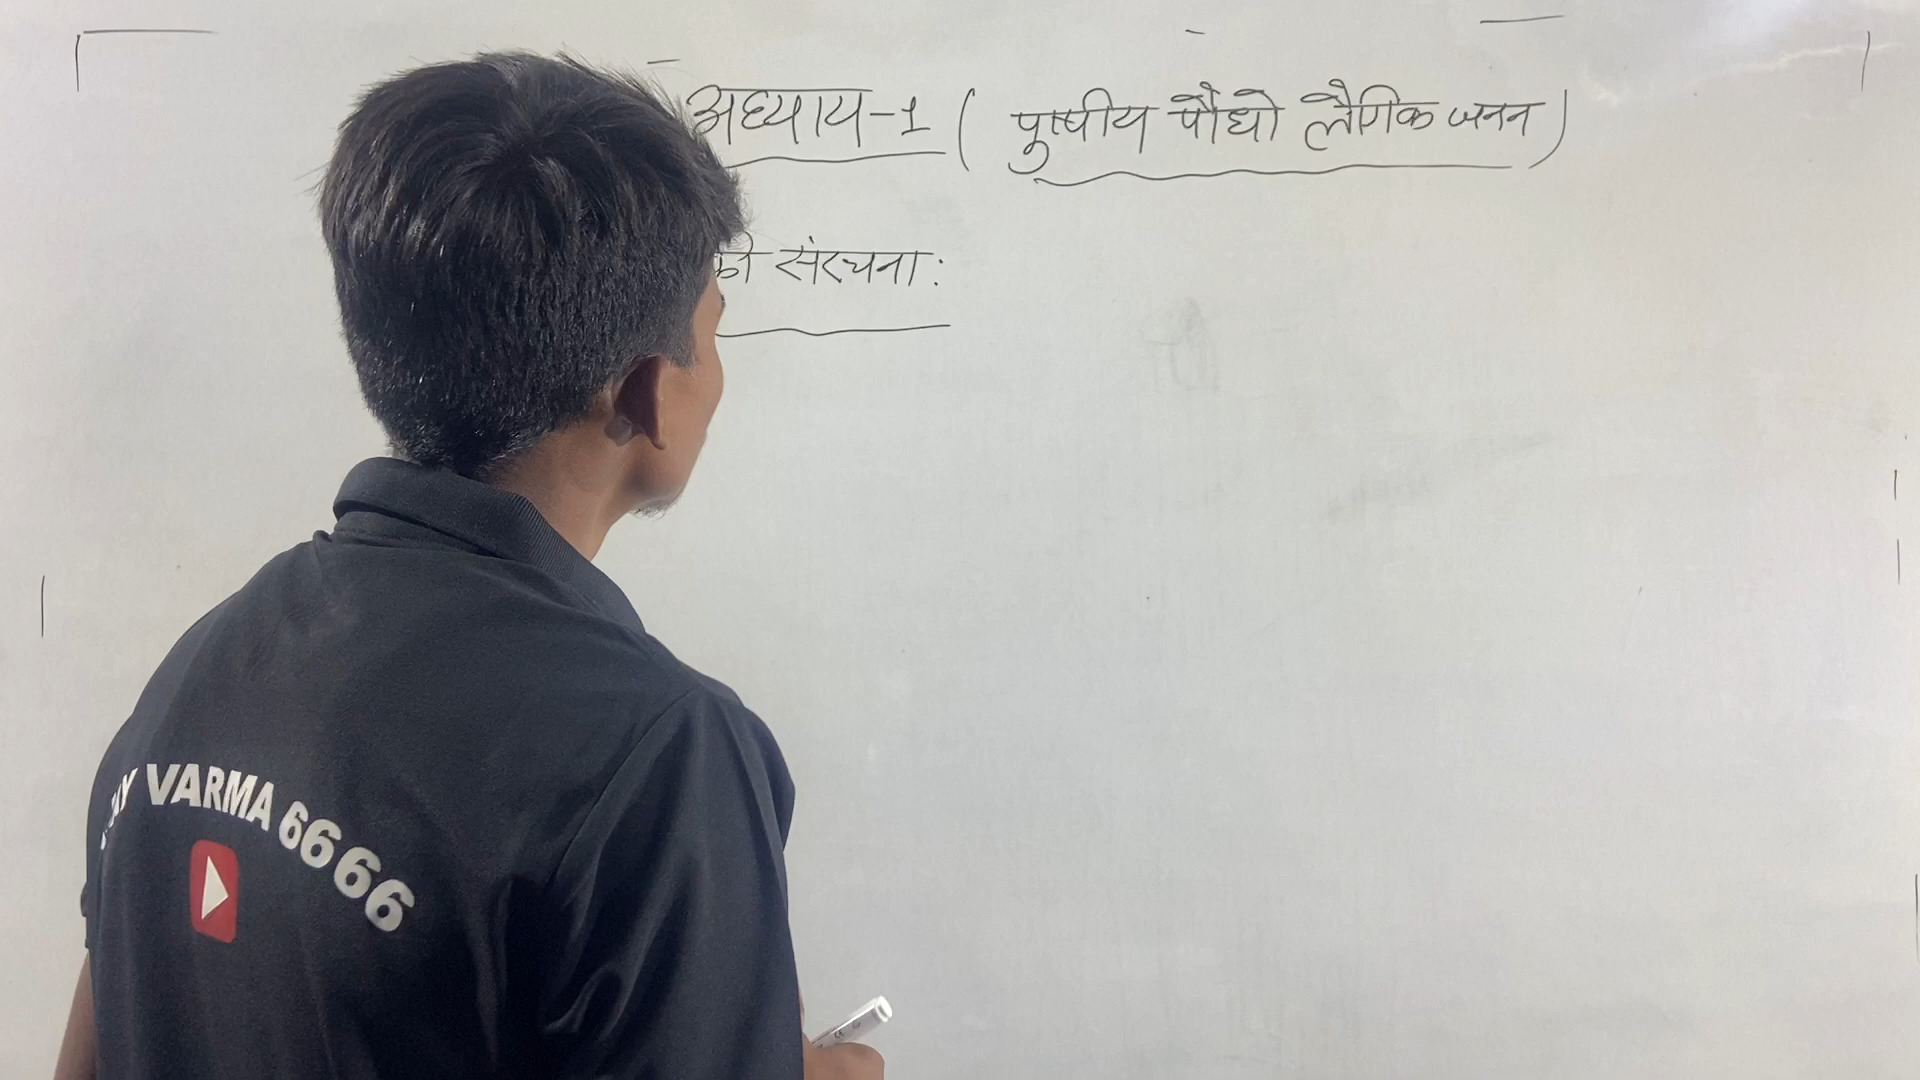 अध्याय-1 ( पुष्पीय पौधो लैगिक जनन )
की संरचना:
VARMA 6666